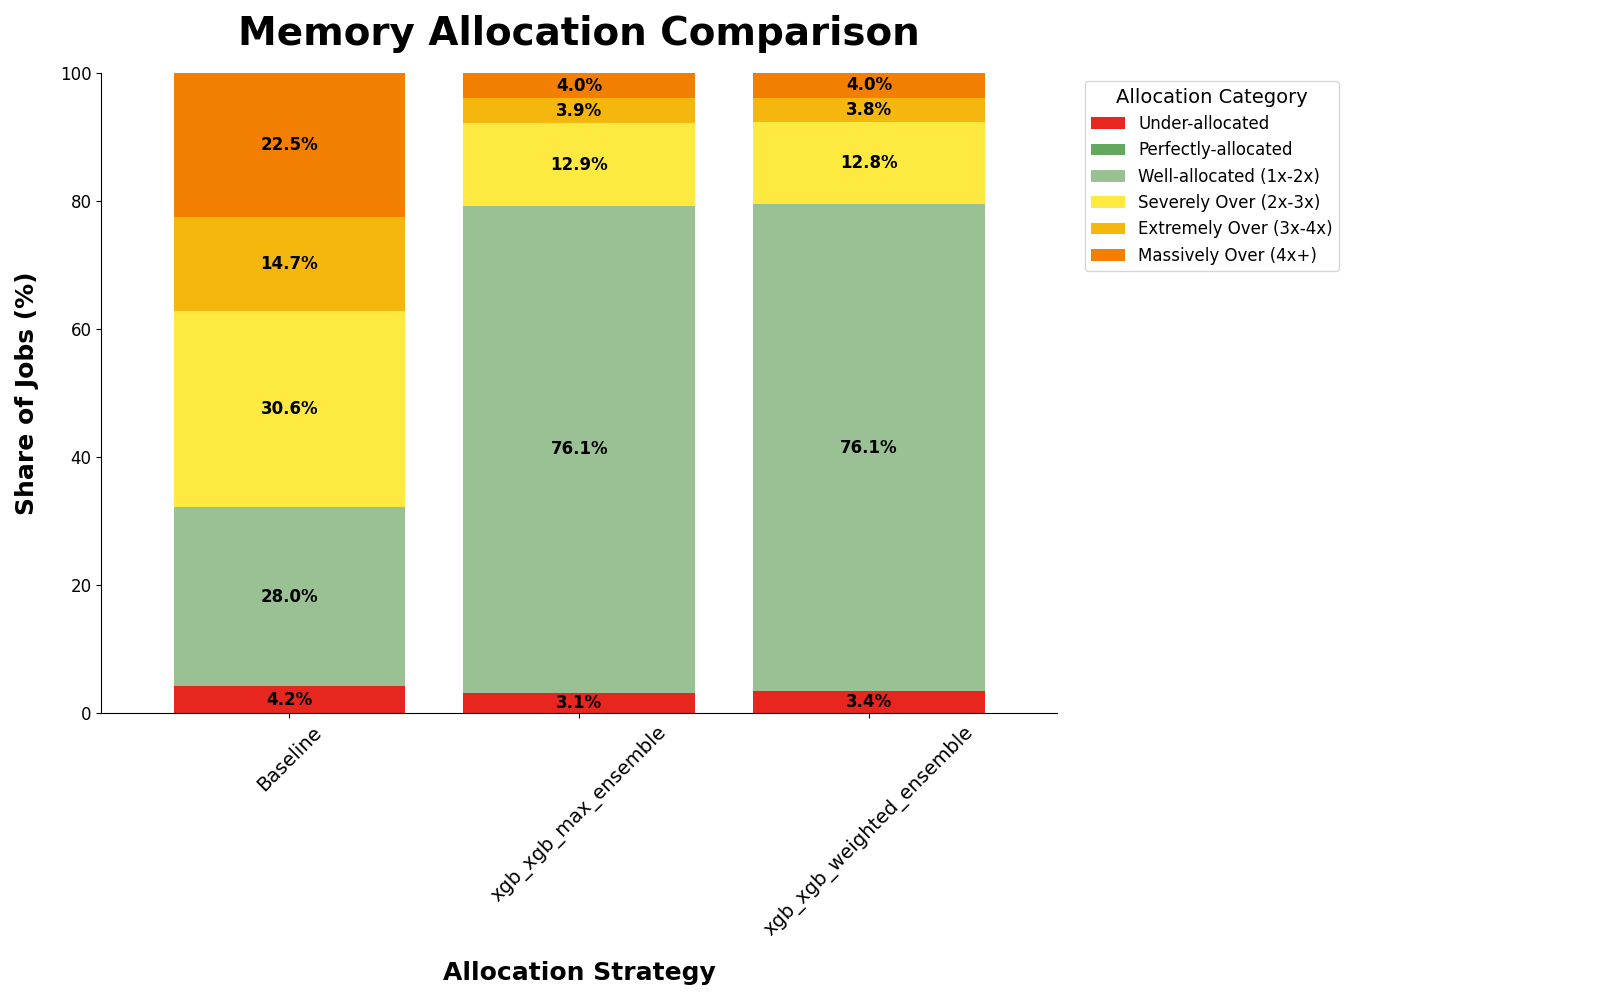 Memory Allocation Comparison
Share of Jobs (%)
100
80
60
40
20
0
22.5%
14.7%
30.6%
28.0%
4.2%
4.0%
3.9%
12.9%
76.1%
3.1%
4.0%
3.8%
12.8%
76.1%
3.4%
Baseline
xgb_xgb_max_ensemble
xgb_xgb_weighted_ensemble
Allocation Strategy
Allocation Category
Under-allocated
Perfectly-allocated
Well-allocated (1x-2x)
Severely Over (2x-3x)
Extremely Over (3x-4x)
Massively Over (4x+)